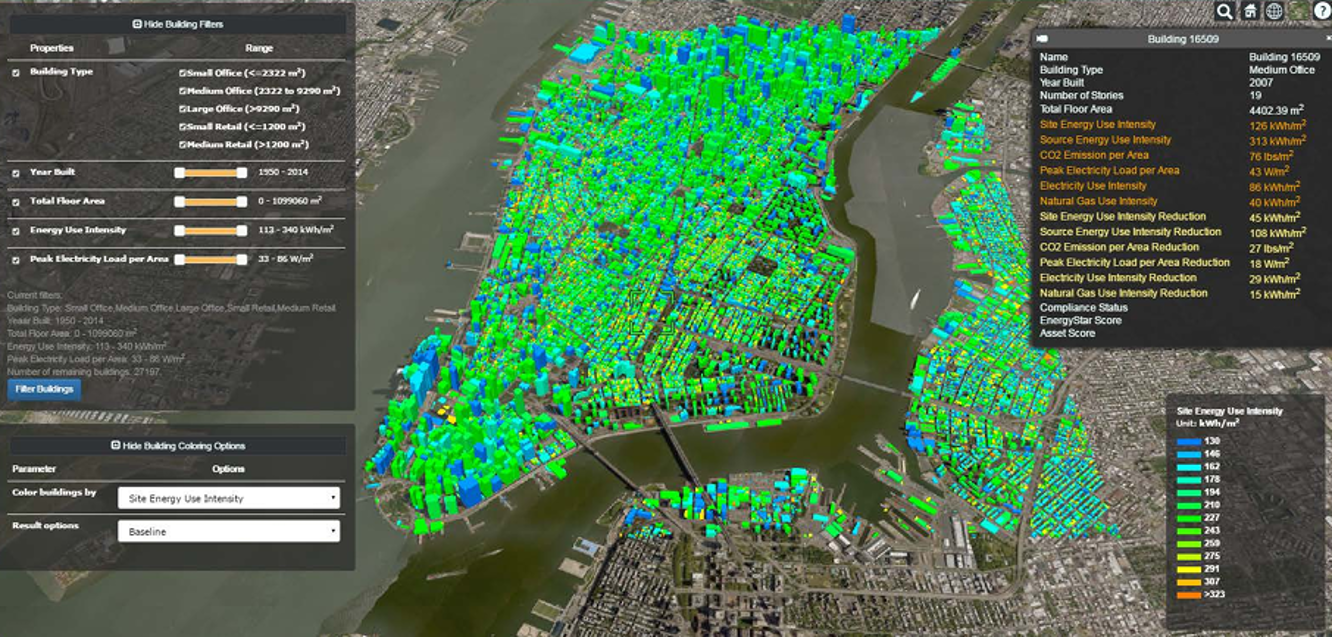 Hide Building Filters
Properties Range
Building Type Small Office (<=2322 m²)
Medium Office (2322 to 9290 m²)
Large Office (>9290 m²)
Small Retail (<=1200 m²)
Medium Retail (>1200 m²)
Year Built 1950 - 2014
Total Floor Area 0 - 1099060 m²
Energy Use Intensity 113 - 340 kWh/m²
Peak Electricity Load per Area 33 - 86 W/m²
Current filters:
Building Type: Small Office,Medium Office,Large Office,Small Retail,Medium Retail
Yeaar Built: 1950 - 2014
Total Floor Area: 0 - 1099060 m²
Energy Use Intensity: 113 - 340 kWh/m²
Peak Electricity Load per Area: 33 - 86 W/m²
Number of remaining buildings: 27197.
Filter Buildings
Hide Building Coloring Options
Parameter Options
Color buildings by Site Energy Use Intensity
Result options Baseline
?
Building 16509 ×
Name Building 16509
Building Type Medium Office
Year Built 2007
Number of Stories 19
Total Floor Area 4402.39 m²
Site Energy Use Intensity 126 kWh/m²
Source Energy Use Intensity 313 kWh/m²
CO2 Emission per Area 76 lbs/m²
Peak Electricity Load per Area 43 W/m²
Electricity Use Intensity 86 kWh/m²
Natural Gas Use Intensity 40 kWh/m²
Site Energy Use Intensity Reduction 45 kWh/m²
Source Energy Use Intensity Reduction 108 kWh/m²
CO2 Emission per Area Reduction 27 lbs/m²
Peak Electricity Load per Area Reduction 18 W/m²
Electricity Use Intensity Reduction 29 kWh/m²
Natural Gas Use Intensity Reduction 15 kWh/m²
Compliance Status
EnergyStar Score
Asset Score
Site Energy Use Intensity
Unit: kWh/m²
130
146
162
178
194
210
227
243
259
275
291
307
>323